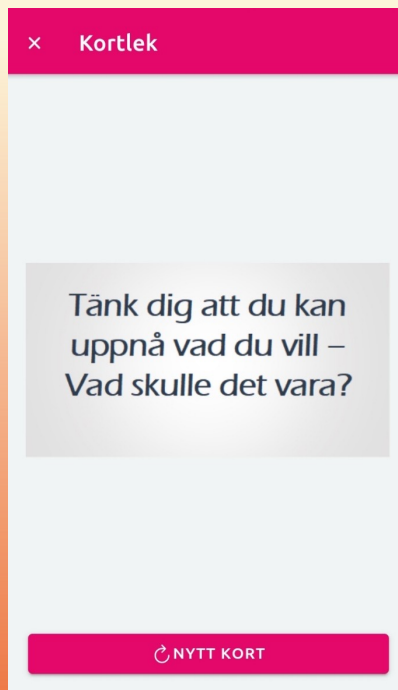 × Kortlek
Tänk dig att du kan
uppnå vad du vill –
Vad skulle det vara?
NYTT KORT